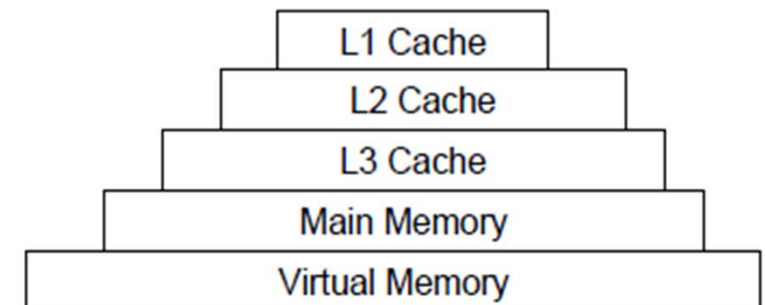 L1 Cache
L2 Cache
L3 Cache
Main Memory
Virtual Memory